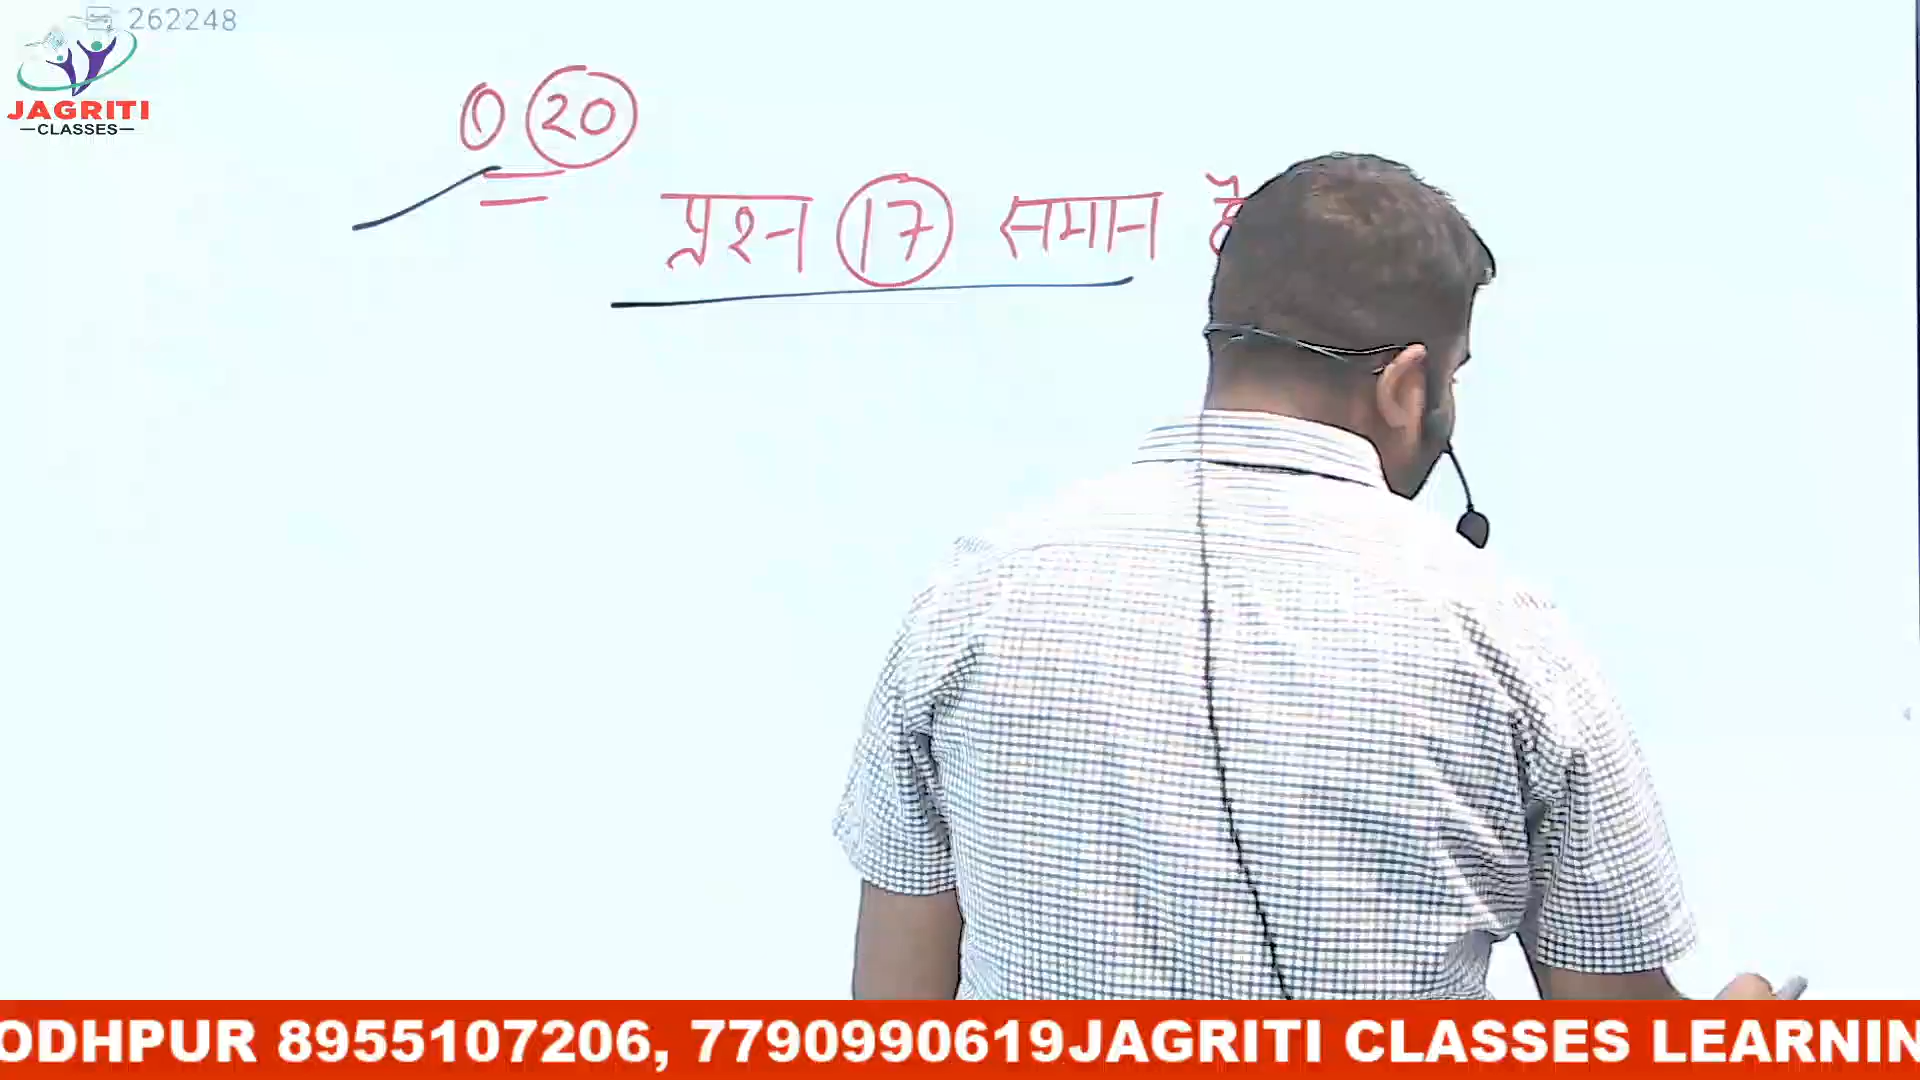 262248
JAGRITI
CLASSES
① 20
प्रश्न 17 समान है
ODHPUR 8955107206, 7790990619JAGRITI CLASSES LEARNIN